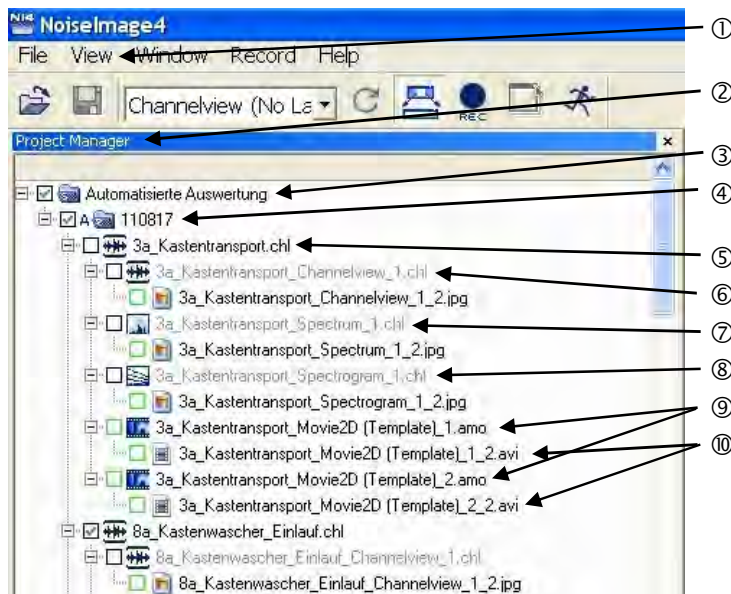 NI4 NoiseImage4
①
File View Window Record Help
Channelview (No La
REC
②
Project Manager
③
Automatisierte Auswertung
④
A 110817
⑤
3a_Kastentransport.chl
3a_Kastentransport_Channelview_1.chl
⑥
3a_Kastentransport_Channelview_1_2.jpg
3a_Kastentransport_Spectrum_1.chl
⑦
3a_Kastentransport_Spectrum_1_2.jpg
3a_Kastentransport_Spectrogram_1.chl
⑧
3a_Kastentransport_Spectrogram_1_2.jpg
⑨
3a_Kastentransport_Movie2D (Template)_1.amo
⑩
3a_Kastentransport_Movie2D (Template)_1_2.avi
3a_Kastentransport_Movie2D (Template)_2.amo
3a_Kastentransport_Movie2D (Template)_2_2.avi
8a_Kastenwascher_Einlauf.chl
8a_Kastenwascher_Einlauf_Channelview_1.chl
8a_Kastenwascher_Einlauf_Channelview_1_2.jpg